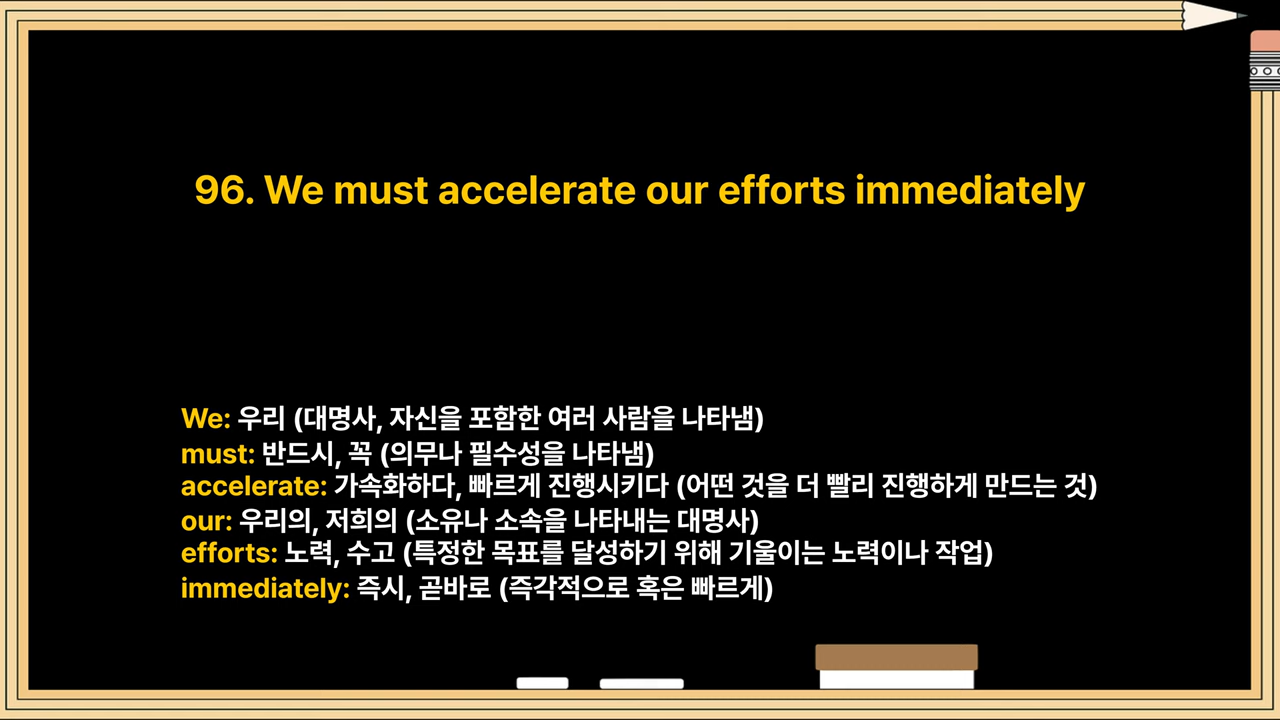 96. We must accelerate our efforts immediately
We: 우리 (대명사, 자신을 포함한 여러 사람을 나타냄)
must: 반드시, 꼭 (의무나 필수성을 나타냄)
accelerate: 가속화하다, 빠르게 진행시키다 (어떤 것을 더 빨리 진행하게 만드는 것)
our: 우리의, 저희의 (소유나 소속을 나타내는 대명사)
efforts: 노력, 수고 (특정한 목표를 달성하기 위해 기울이는 노력이나 작업)
immediately: 즉시, 곧바로 (즉각적으로 혹은 빠르게)